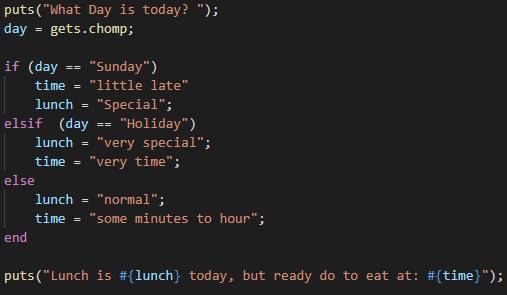 puts("What Day is today? ");
day = gets.chomp;
if (day == "Sunday")
time = "little late"
lunch = "Special";
elsif  (day == "Holiday")
lunch = "very special";
time = "very time";
else
lunch = "normal";
time = "some minutes to hour";
end
puts("Lunch is #{lunch} today, but ready do to eat at: #{time}");